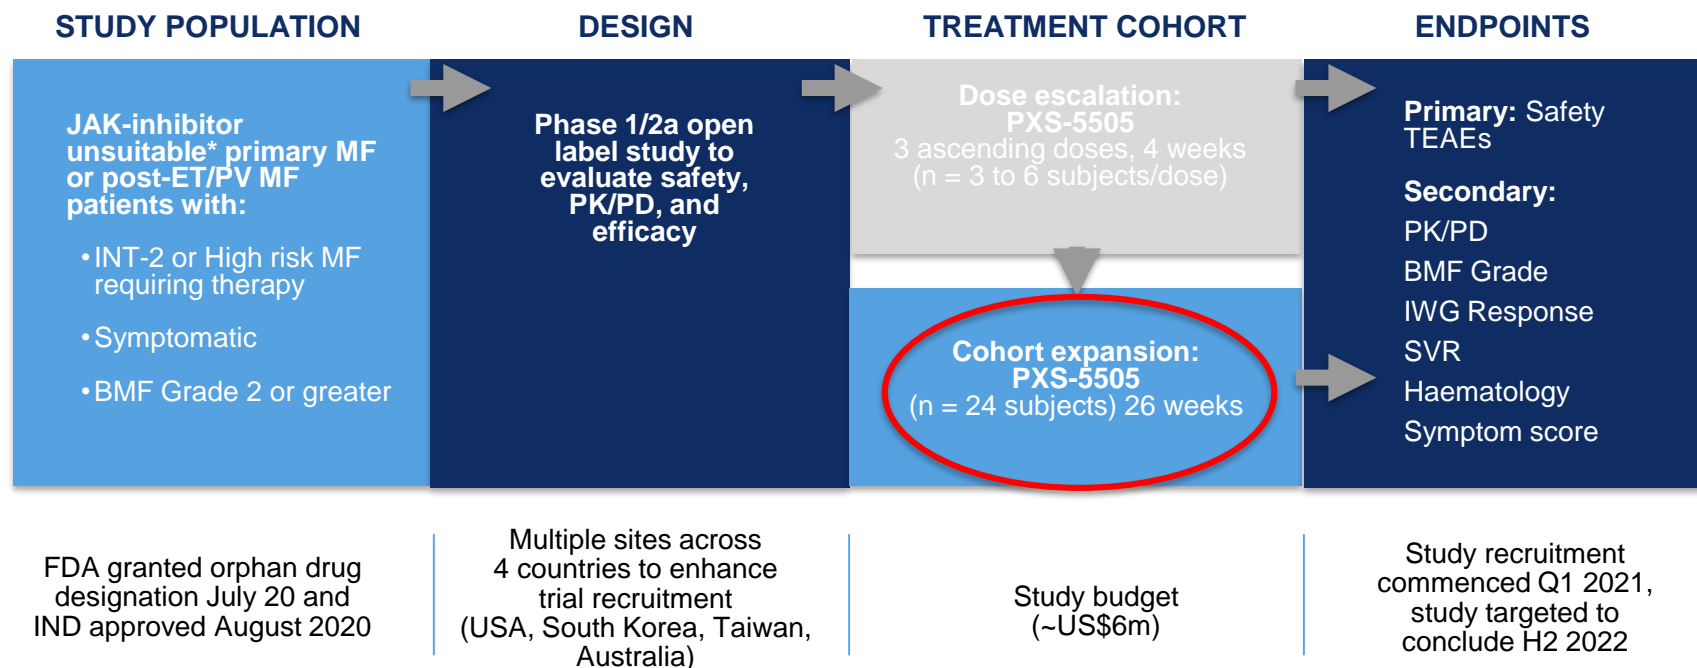 STUDY POPULATION
JAK-inhibitor
unsuitable* primary MF
or post-ET/PV MF
patients with:
•INT-2 or High risk MF
requiring therapy
•Symptomatic
•BMF Grade 2 or greater
FDA granted orphan drug
designation July 20 and
IND approved August 2020
DESIGN
Phase 1/2a open
label study to
evaluate safety,
PK/PD, and
efficacy
Multiple sites across
4 countries to enhance
trial recruitment
(USA, South Korea, Taiwan,
Australia)
TREATMENT COHORT
Dose escalation:
PXS-5505
3 ascending doses, 4 weeks
(n = 3 to 6 subjects/dose)
Cohort expansion:
PXS-5505
(n = 24 subjects) 26 weeks
Study budget
(~US$6m)
ENDPOINTS
Primary: Safety
TEAEs
Secondary:
PK/PD
BMF Grade
IWG Response
SVR
Haematology
Symptom score
Study recruitment
commenced Q1 2021,
study targeted to
conclude H2 2022